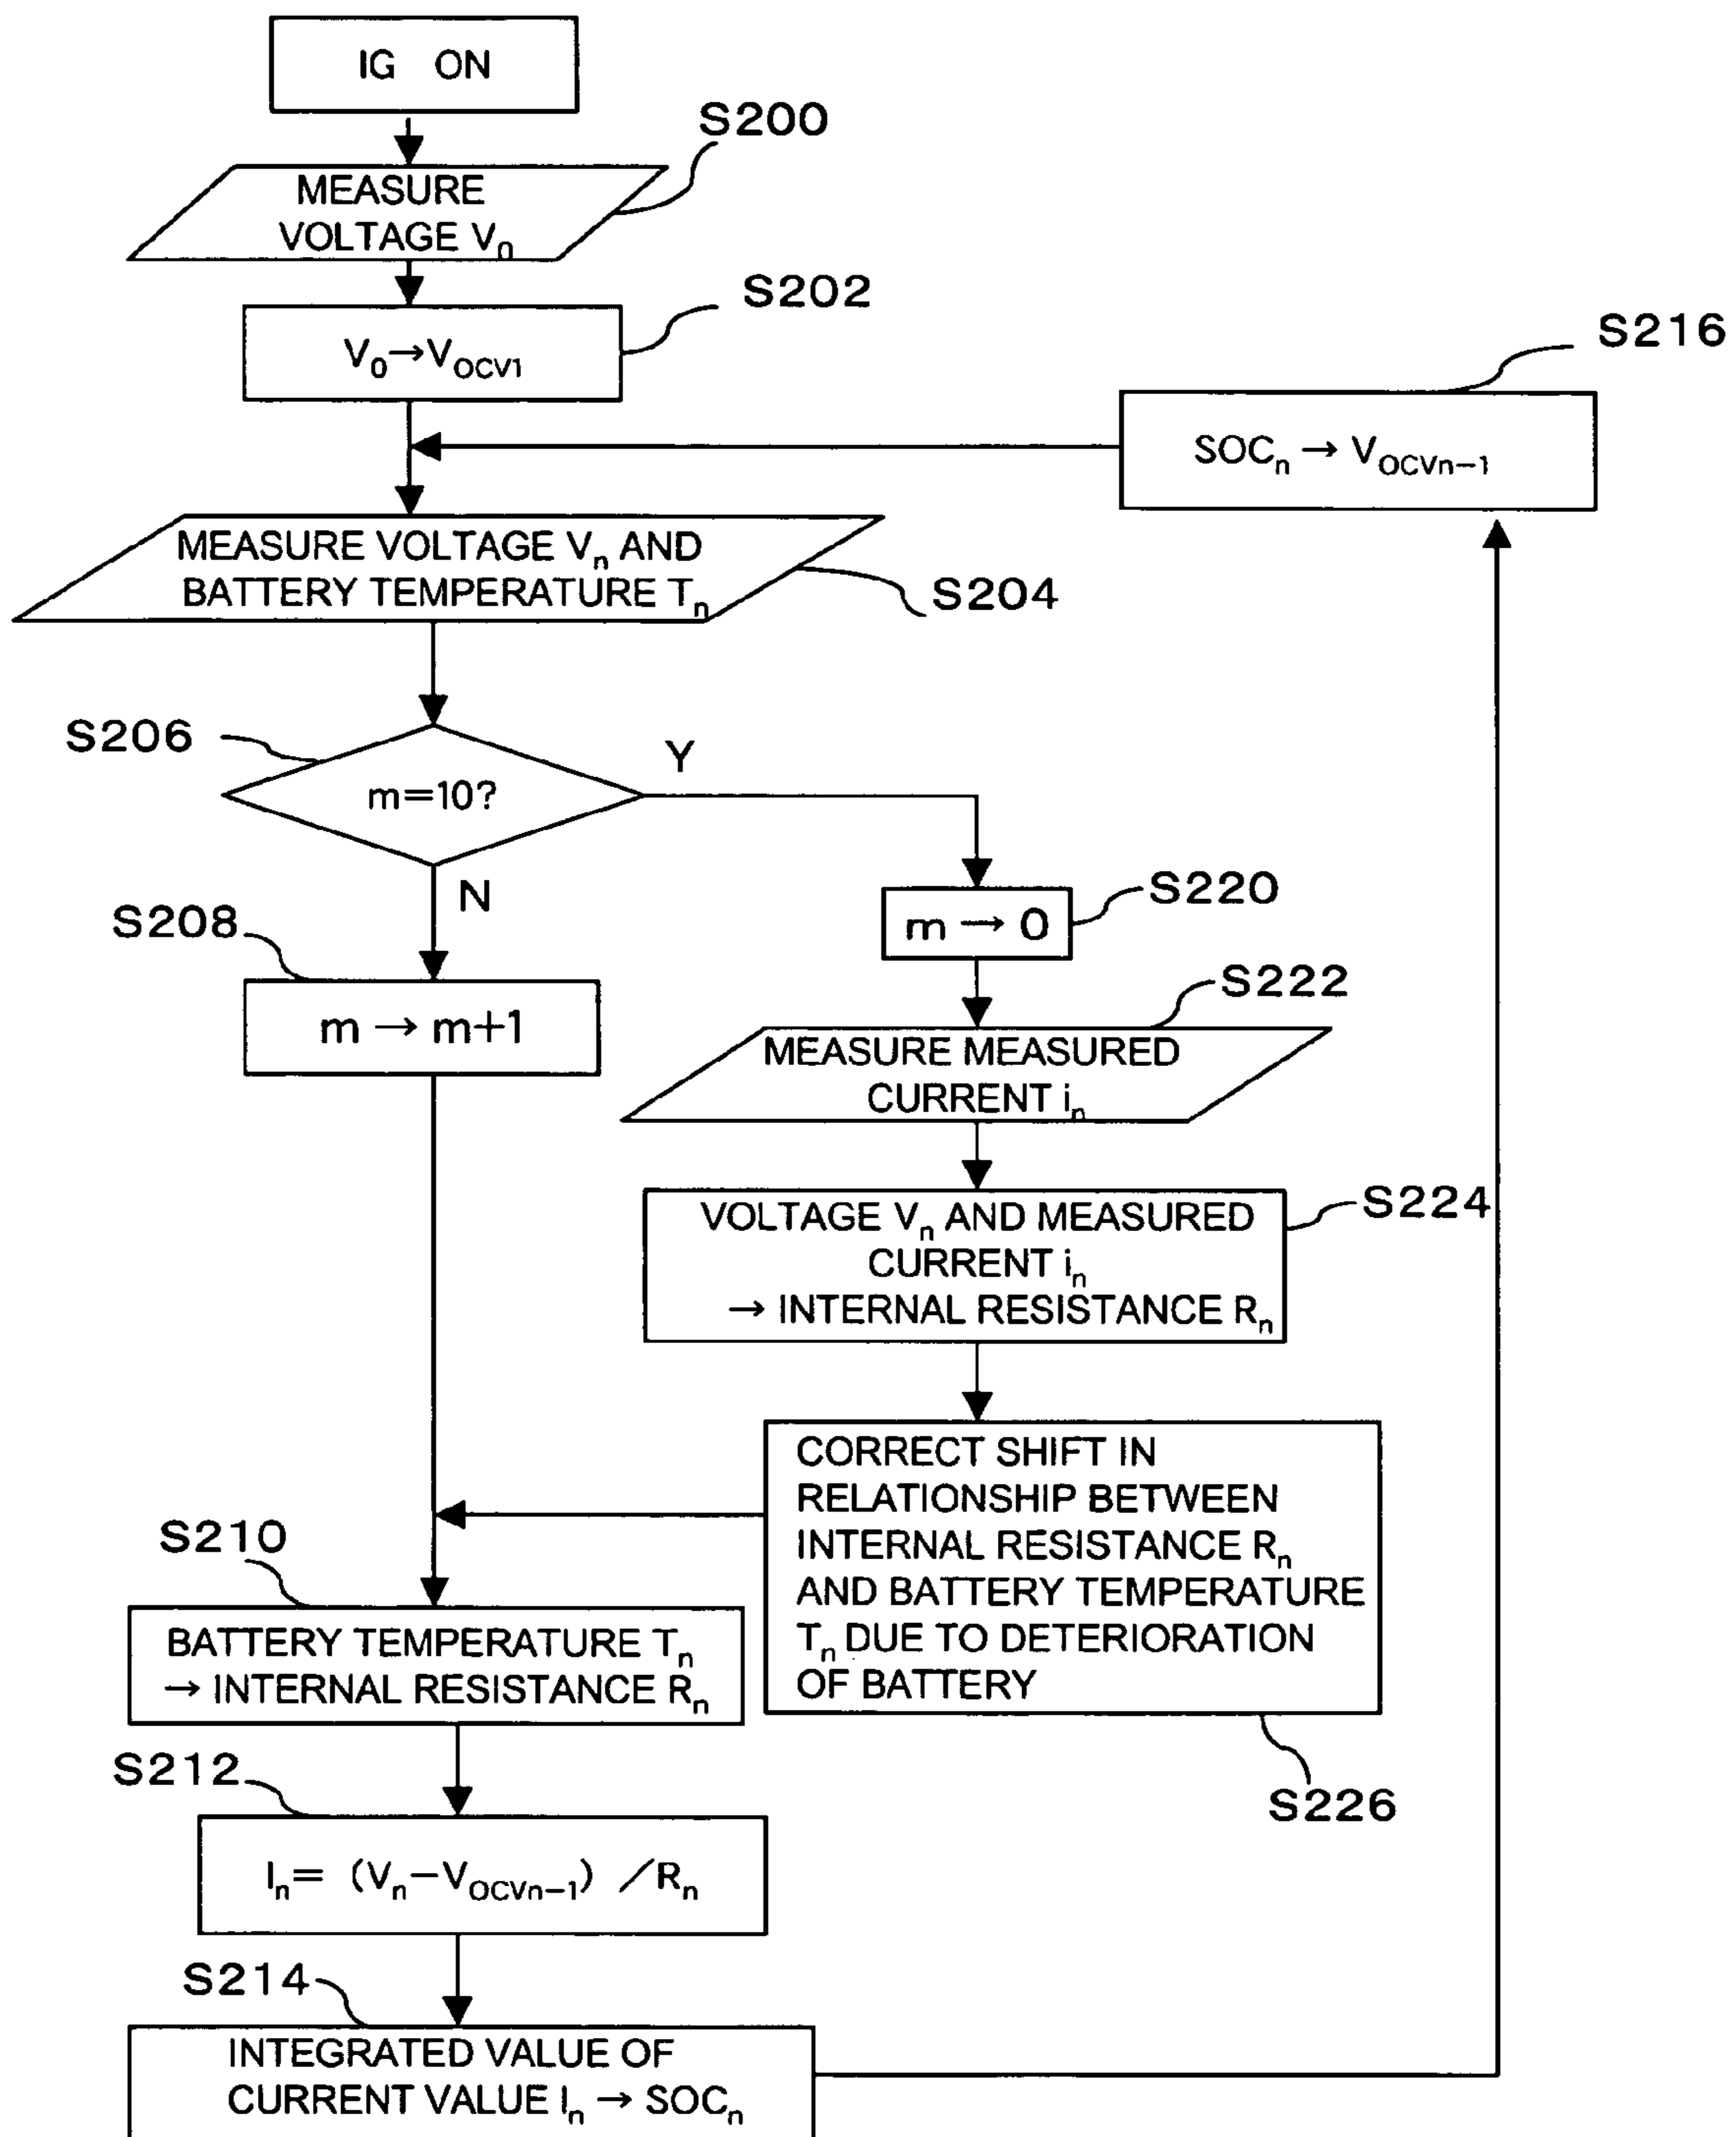 IG ON
S200
MEASURE
VOLTAGE V₀
S202
V₀→V_OCV1
S216
SOCₙ → V_OCVn−1
MEASURE VOLTAGE Vₙ AND
BATTERY TEMPERATURE Tₙ
S204
S206
m=10?
Y
N
S220
m → 0
S208
m → m+1
S222
MEASURE MEASURED
CURRENT iₙ
S224
VOLTAGE Vₙ AND MEASURED
CURRENT iₙ
→ INTERNAL RESISTANCE Rₙ
CORRECT SHIFT IN
RELATIONSHIP BETWEEN
INTERNAL RESISTANCE Rₙ
AND BATTERY TEMPERATURE
Tₙ DUE TO DETERIORATION
OF BATTERY
S226
S210
BATTERY TEMPERATURE Tₙ
→ INTERNAL RESISTANCE Rₙ
S212
Iₙ= (Vₙ−V_OCVn−1) /Rₙ
S214
INTEGRATED VALUE OF
CURRENT VALUE Iₙ → SOCₙ